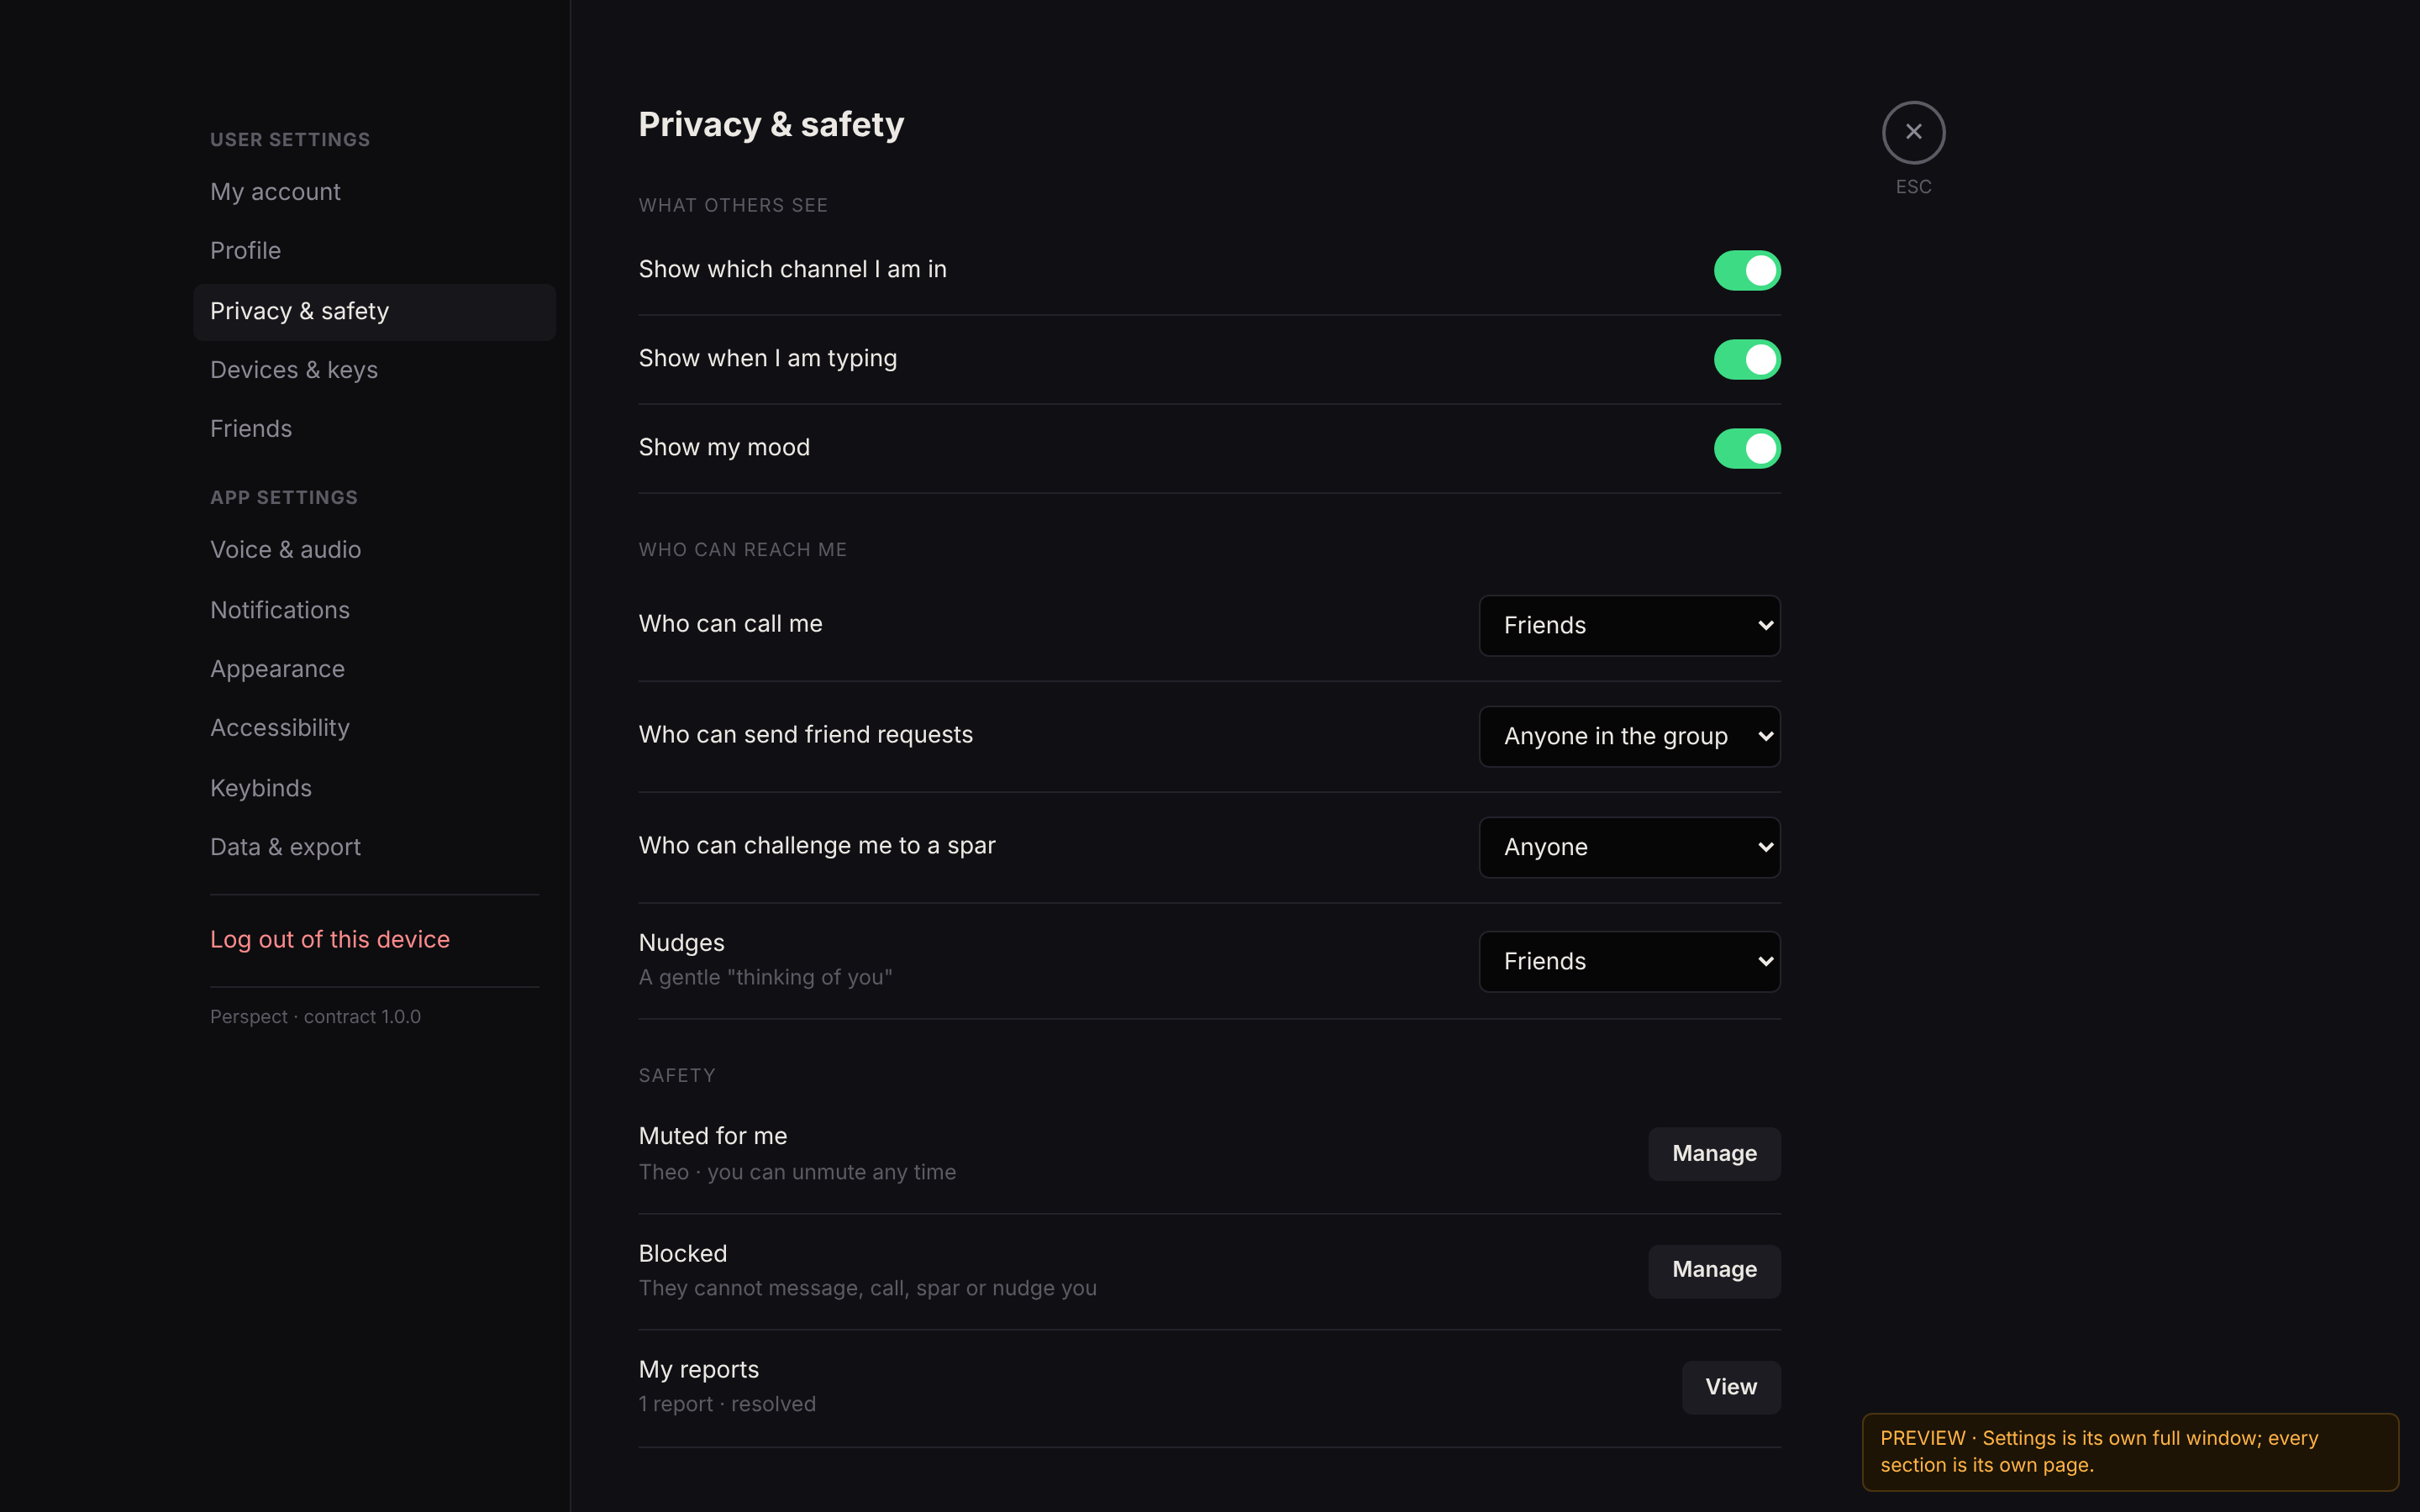 USER SETTINGS
My account
Profile
Privacy & safety
Devices & keys
Friends
APP SETTINGS
Voice & audio
Notifications
Appearance
Accessibility
Keybinds
Data & export
Log out of this device
Perspect · contract 1.0.0
Privacy & safety
ESC
WHAT OTHERS SEE
Show which channel I am in
Show when I am typing
Show my mood
WHO CAN REACH ME
Who can call me
Friends
Who can send friend requests
Anyone in the group
Who can challenge me to a spar
Anyone
Nudges
A gentle "thinking of you"
Friends
SAFETY
Muted for me
Theo · you can unmute any time
Manage
Blocked
They cannot message, call, spar or nudge you
Manage
My reports
1 report · resolved
View
PREVIEW · Settings is its own full window; every
section is its own page.